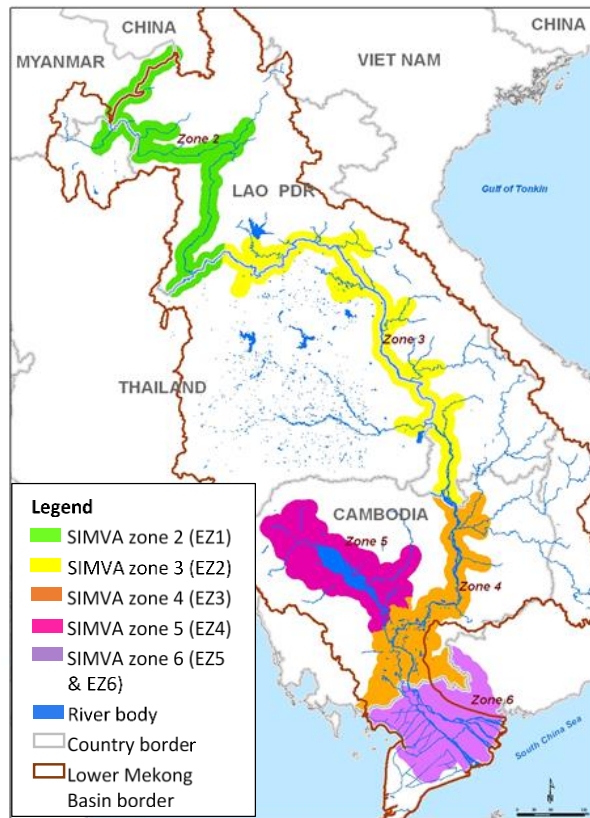 CHINA
CHINA
MYANMAR
VIET NAM
Zone 2
LAO PDR
Gulf of Tonkin
Zone 3
THAILAND
Legend
SIMVA zone 2 (EZ1)
SIMVA zone 3 (EZ2)
SIMVA zone 4 (EZ3)
SIMVA zone 5 (EZ4)
SIMVA zone 6 (EZ5
& EZ6)
River body
Country border
Lower Mekong
Basin border
CAMBODIA
Zone 5
Zone 4
Zone 6
South China Sea
N